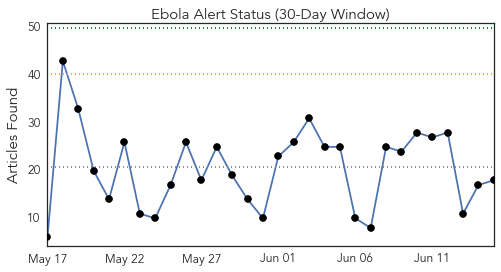 Ebola Alert Status (30-Day Window)
Articles Found
50
40
30
20
10
May 17 May 22 May 27 Jun 01 Jun 06 Jun 11